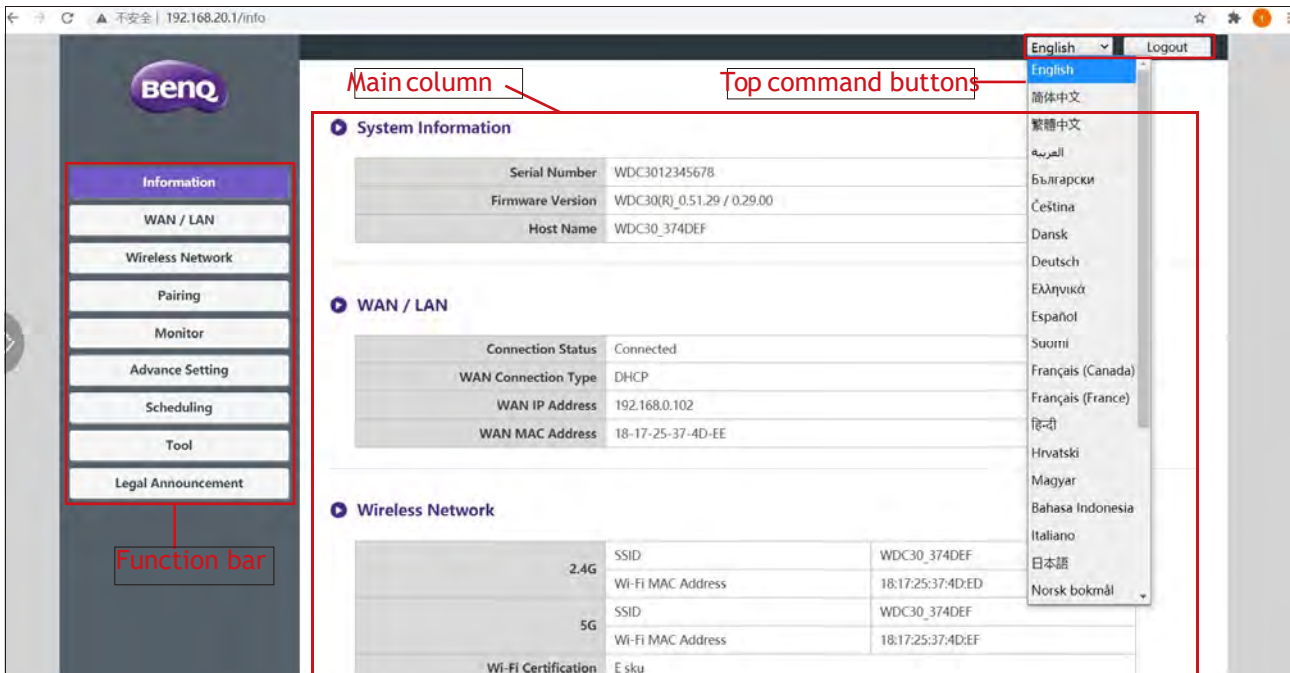 不安全 | 192.168.20.1/info
English
Logout
BenQ
Main column
Top command buttons
English
简体中文
繁體中文
العربية
Български
Čeština
Dansk
Deutsch
Ελληνικά
Español
Suomi
Français (Canada)
Français (France)
हिन्दी
Hrvatski
Magyar
Bahasa Indonesia
Italiano
日本語
Norsk bokmål
Information
WAN / LAN
Wireless Network
Pairing
Monitor
Advance Setting
Scheduling
Tool
Legal Announcement
Function bar
System Information
Serial Number WDC3012345678
Firmware Version WDC30(R)_0.51.29 / 0.29.00
Host Name WDC30_374DEF
WAN / LAN
Connection Status Connected
WAN Connection Type DHCP
WAN IP Address 192.168.0.102
WAN MAC Address 18-17-25-37-4D-EE
Wireless Network
2.4G
SSID WDC30_374DEF
Wi-Fi MAC Address 18:17:25:37:4D:ED
5G
SSID WDC30_374DEF
Wi-Fi MAC Address 18:17:25:37:4D:EF
Wi-Fi Certification E sku